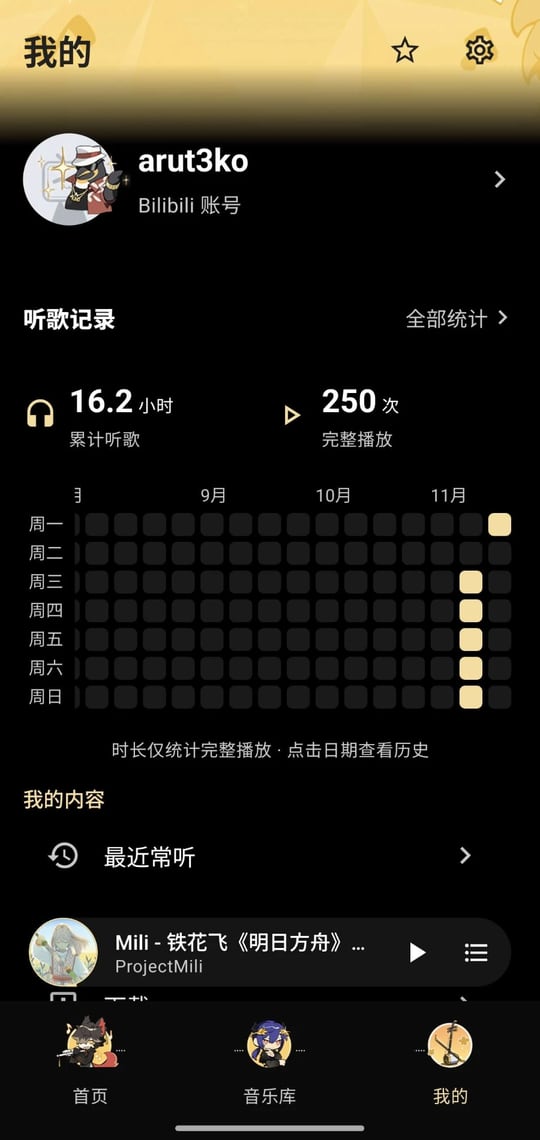 我的
arut3ko
Bilibili 账号
听歌记录
全部统计
16.2 小时
250 次
累计听歌
完整播放
月 9月 10月 11月
周一
周二
周三
周四
周五
周六
周日
时长仅统计完整播放 · 点击日期查看历史
我的内容
最近常听
Mili - 铁花飞《明日方舟》...
ProjectMili
下载
首页
音乐库
我的